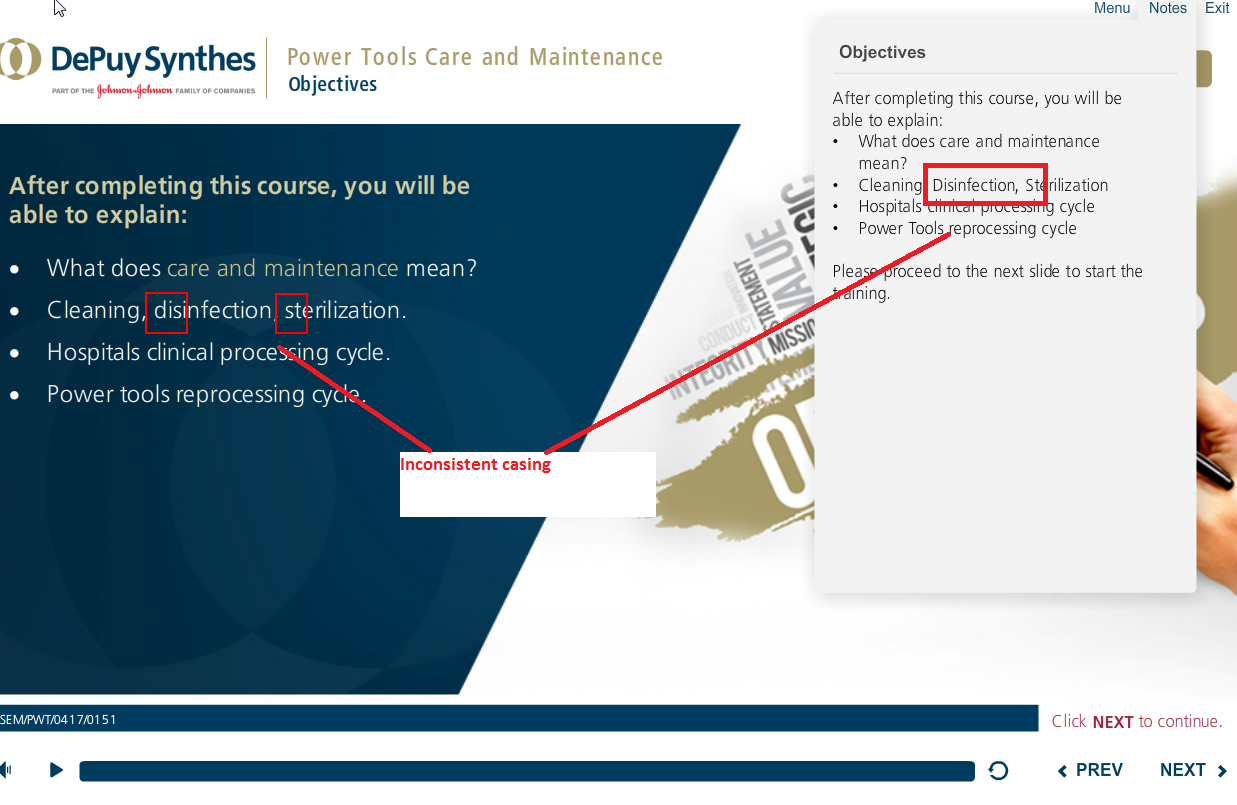 Menu Notes Exit
DePuy Synthes
PART OF THE Johnson & Johnson FAMILY OF COMPANIES
Power Tools Care and Maintenance
Objectives
After completing this course, you will be
able to explain:
• What does care and maintenance mean?
• Cleaning, disinfection, sterilization.
• Hospitals clinical processing cycle.
• Power tools reprocessing cycle.
Inconsistent casing
Objectives
After completing this course, you will be
able to explain:
• What does care and maintenance
mean?
• Cleaning, Disinfection, Sterilization
• Hospitals clinical processing cycle
• Power Tools reprocessing cycle
Please proceed to the next slide to start the
training.
VALUE
STATEMENT
CONDUCT
INTEGRITY
MISSIO
SEM/PWT/0417/0151
Click NEXT to continue.
PREV NEXT